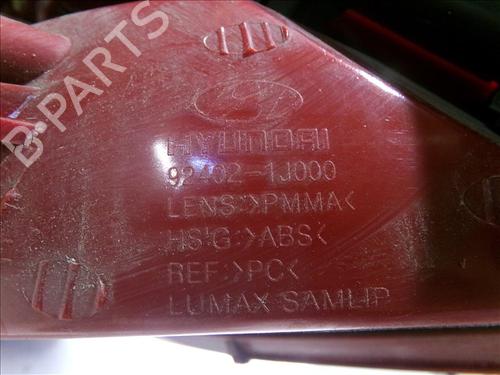 B-PARTS
HYUNDAI
92402-1J000
LENS:>PMMA<
HS'G:>ABS<
REF:>PC<
LUMAX SAMLIP